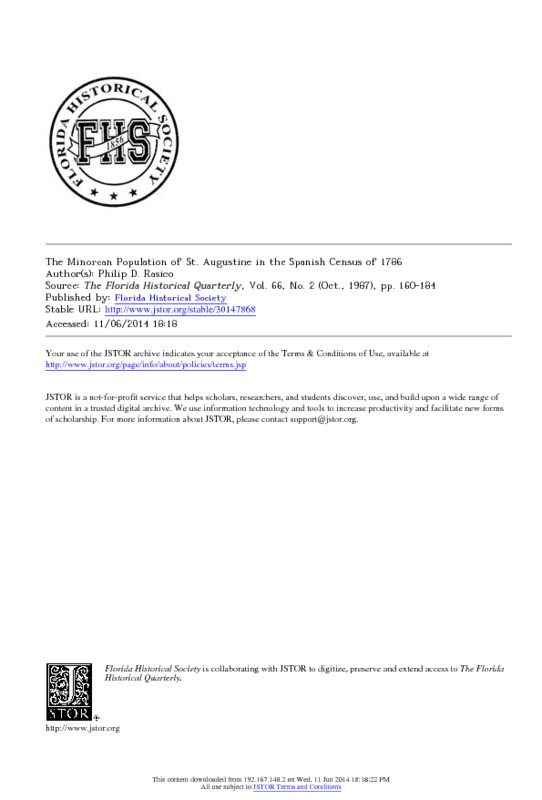 FLORIDA HISTORICAL SOCIETY
FHS
1856
The Minorcan Population of St. Augustine in the Spanish Census of 1786
Author(s): Philip D. Rasico
Source: The Florida Historical Quarterly, Vol. 66, No. 2 (Oct., 1987), pp. 160-184
Published by: Florida Historical Society
Stable URL: http://www.jstor.org/stable/30147868
Accessed: 11/06/2014 18:18
Your use of the JSTOR archive indicates your acceptance of the Terms & Conditions of Use, available at
http://www.jstor.org/page/info/about/policies/terms.jsp
JSTOR is a not-for-profit service that helps scholars, researchers, and students discover, use, and build upon a wide range of
content in a trusted digital archive. We use information technology and tools to increase productivity and facilitate new forms
of scholarship. For more information about JSTOR, please contact support@jstor.org.
Florida Historical Society is collaborating with JSTOR to digitize, preserve and extend access to The Florida
Historical Quarterly.
JSTOR
http://www.jstor.org
This content downloaded from 192.167.140.2 on Wed, 11 Jun 2014 18:18:22 PM
All use subject to JSTOR Terms and Conditions